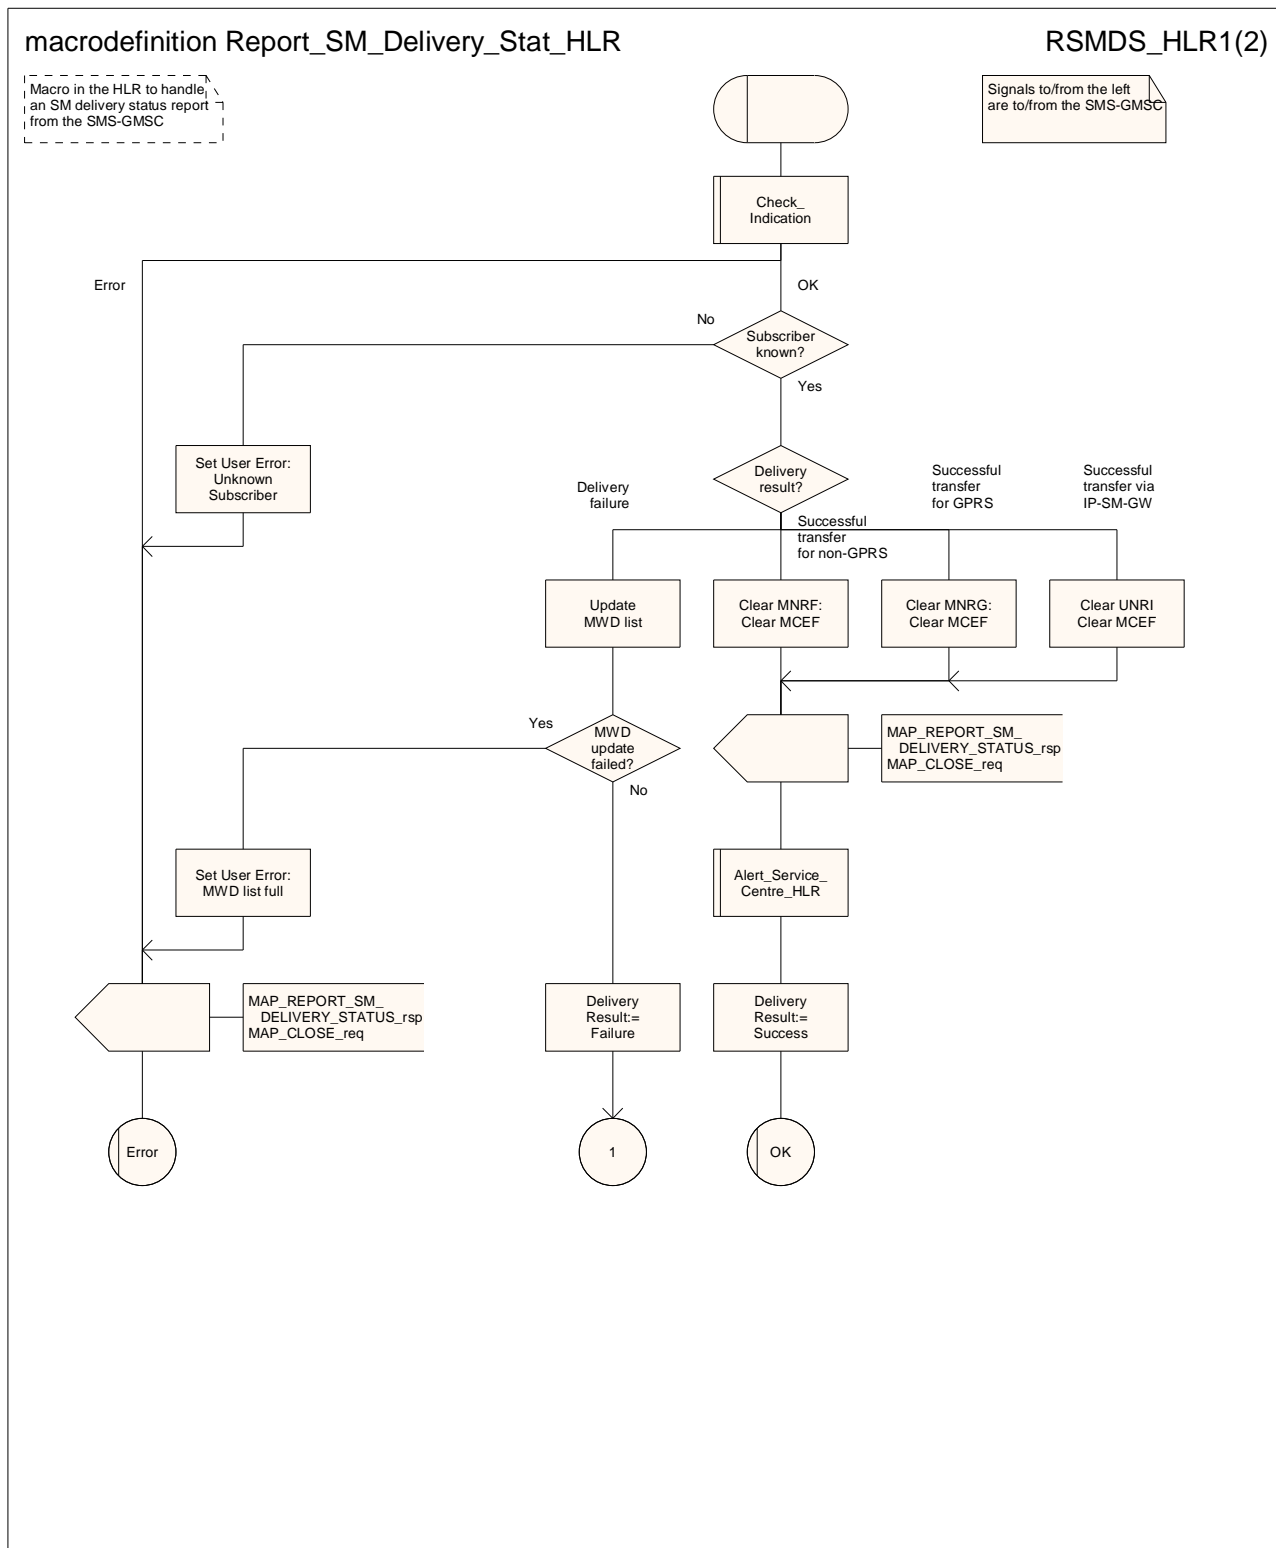 macrodefinition Report_SM_Delivery_Stat_HLR
RSMDS_HLR1(2)
Macro in the HLR to handle
an SM delivery status report
from the SMS-GMSC
Signals to/from the left
are to/from the SMS-GMSC
Check_
Indication
Error
OK
No
Subscriber
known?
Yes
Set User Error:
Unknown
Subscriber
Delivery
result?
Delivery
failure
Successful
transfer
for non-GPRS
Successful
transfer
for GPRS
Successful
transfer via
IP-SM-GW
Update
MWD list
Clear MNRF:
Clear MCEF
Clear MNRG:
Clear MCEF
Clear UNRI
Clear MCEF
Yes
MWD
update
failed?
No
MAP_REPORT_SM_
DELIVERY_STATUS_rsp
MAP_CLOSE_req
Set User Error:
MWD list full
Alert_Service_
Centre_HLR
MAP_REPORT_SM_
DELIVERY_STATUS_rsp
MAP_CLOSE_req
Delivery
Result:=
Failure
Delivery
Result:=
Success
Error
1
OK